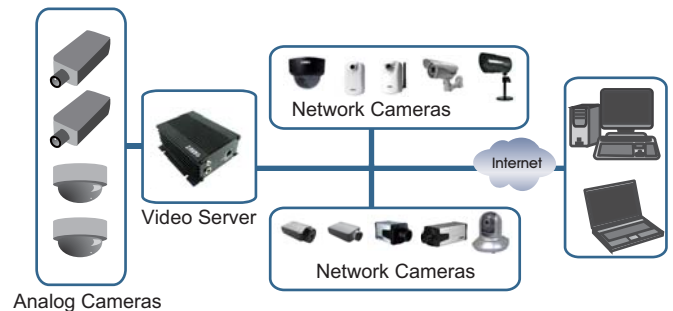 Network Cameras
Internet
Video Server
Network Cameras
Analog Cameras